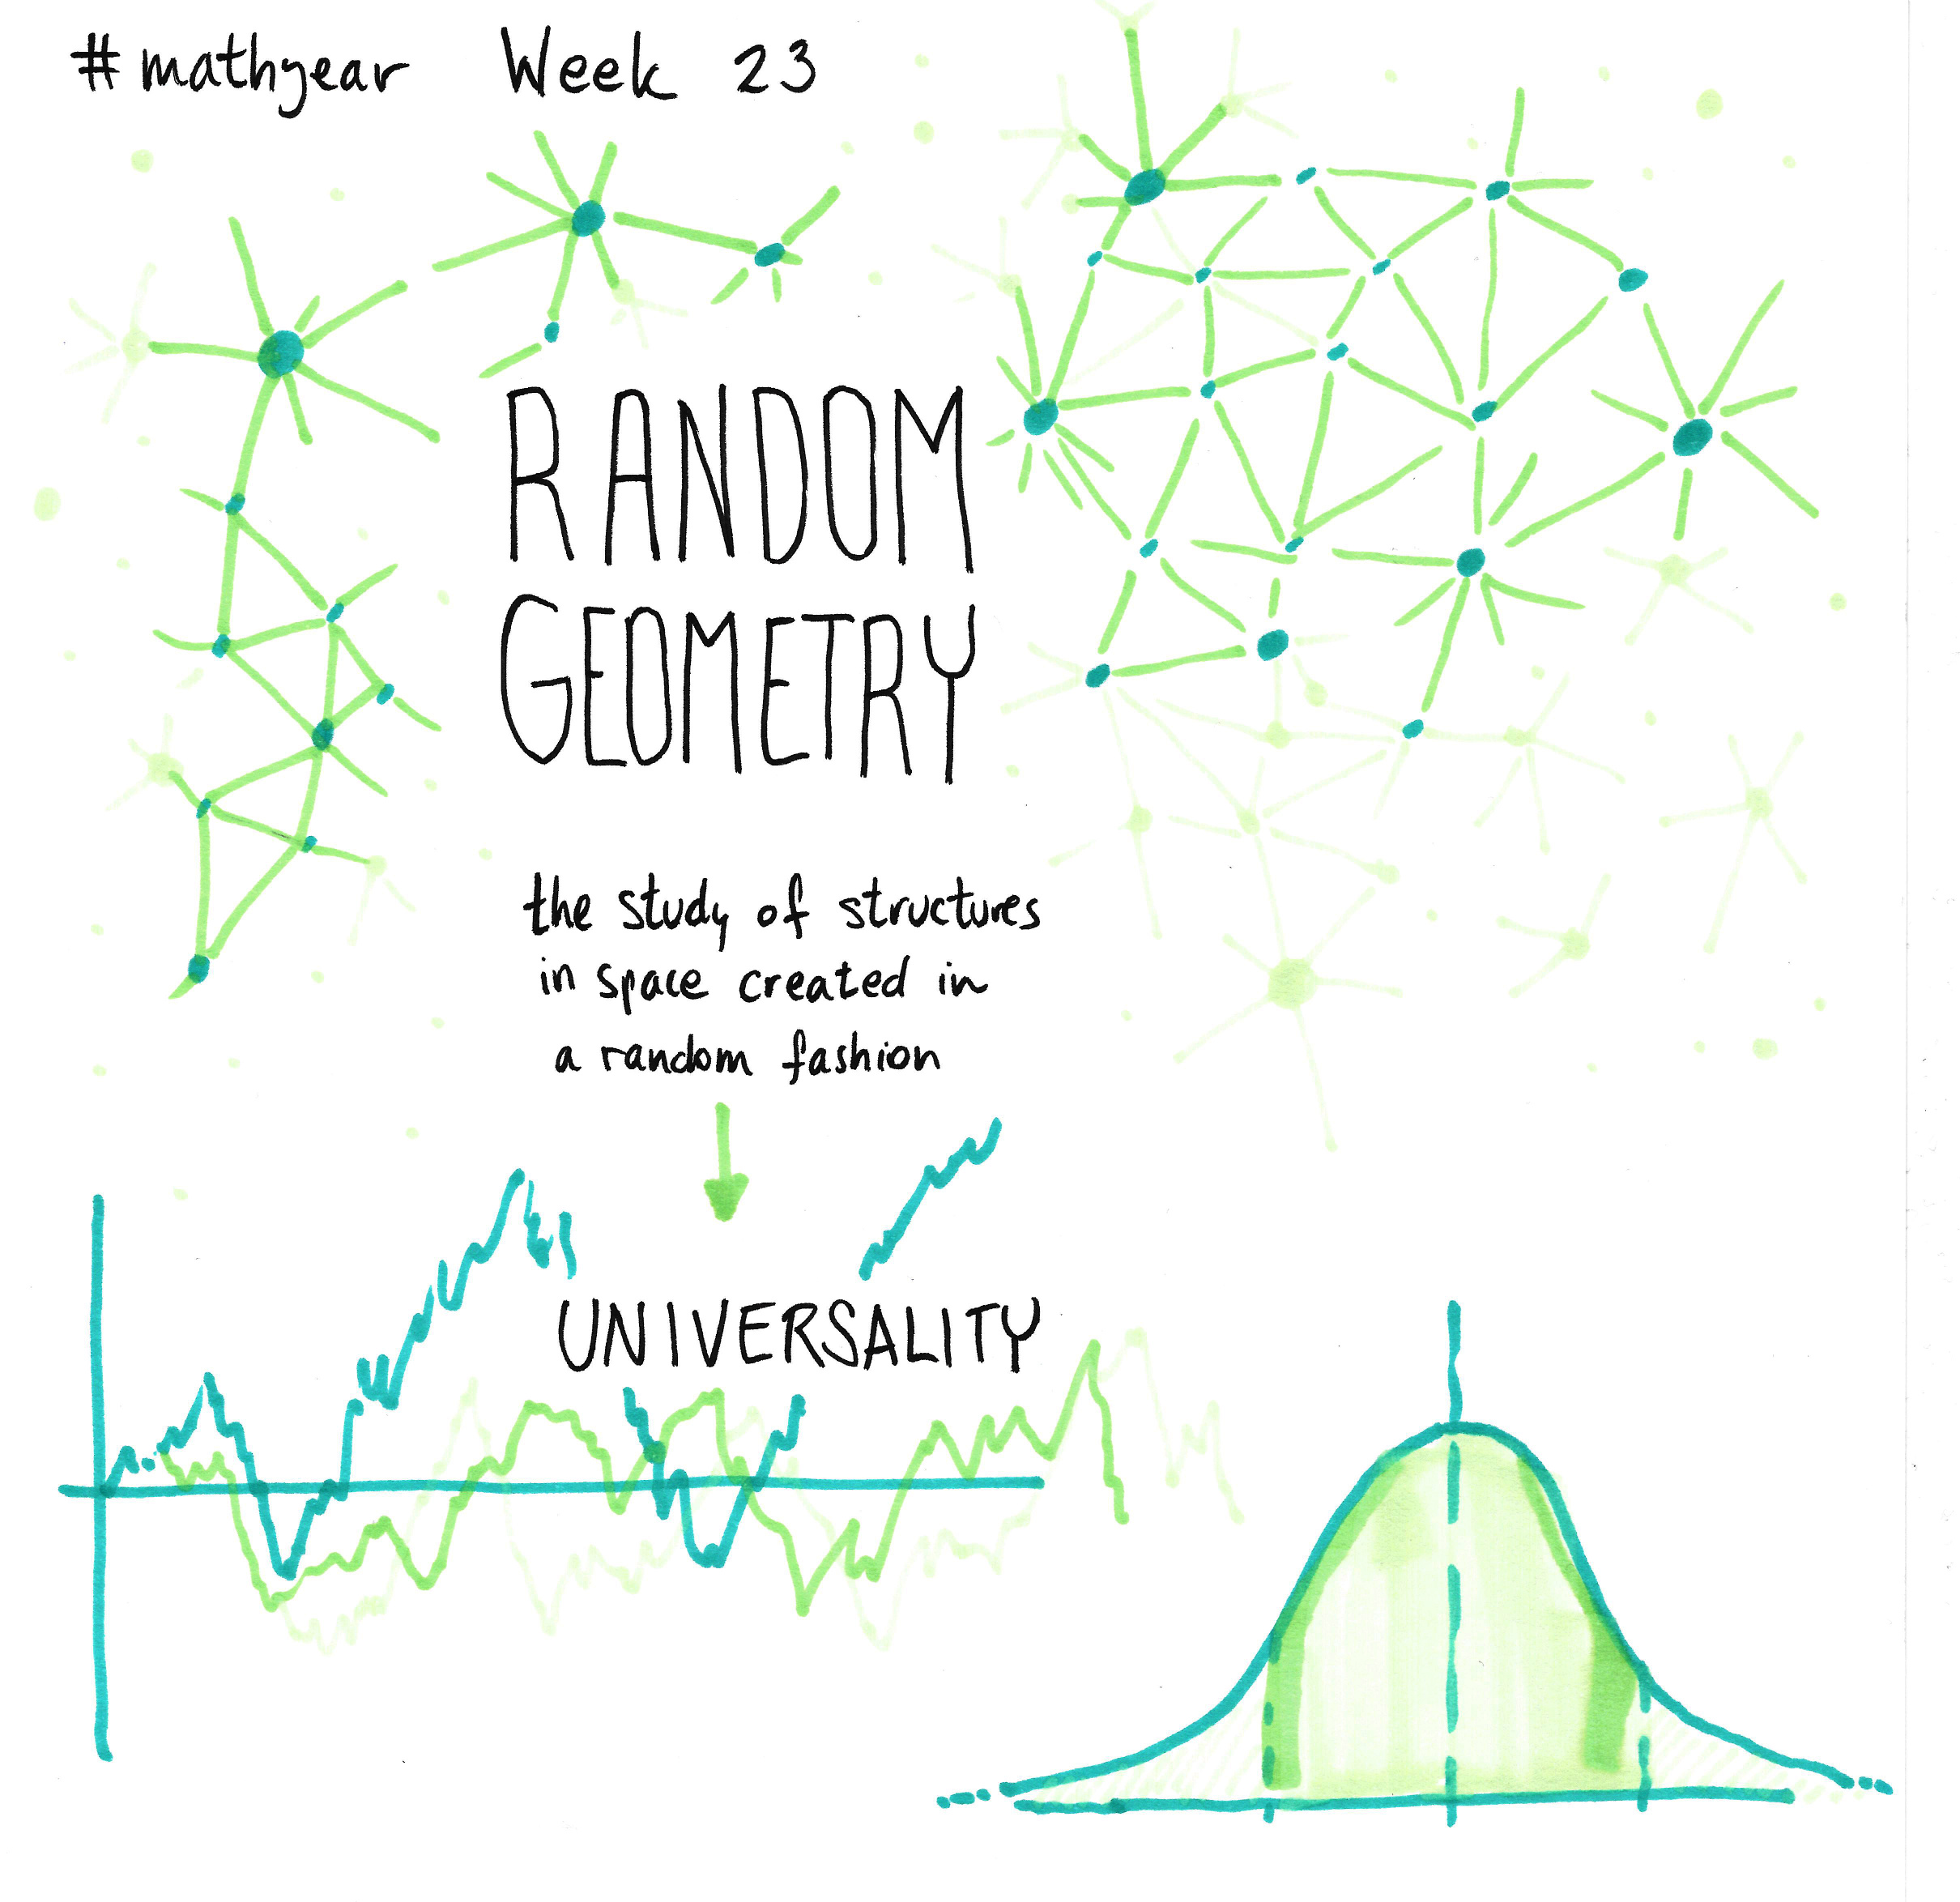 #mathyear Week 23
RANDOM
GEOMETRY
the study of structures
in space created in
a random fashion
UNIVERSALITY